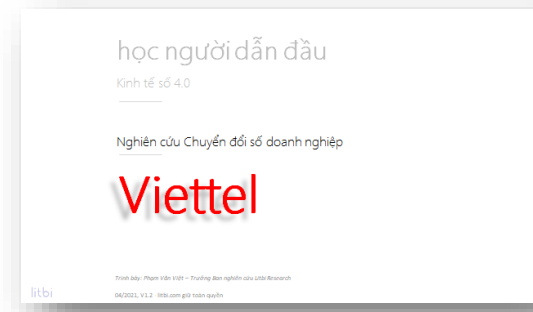 học người dẫn đầu
Kinh tế số 4.0
Nghiên cứu Chuyển đổi số doanh nghiệp
Viettel
Trình bày: Phạm Văn Việt – Trưởng Ban nghiên cứu Litbi Research
litbi
04/2021, V1.2 - litbi.com giữ toàn quyền